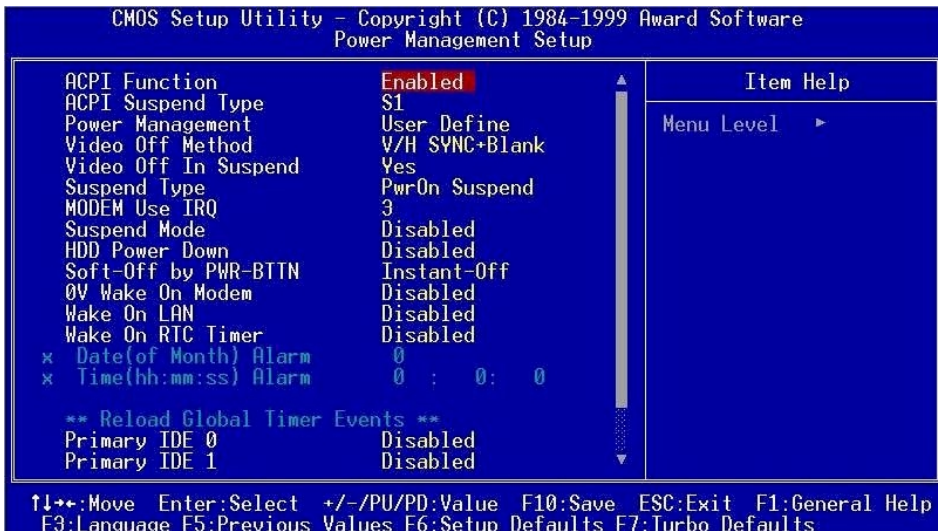 CMOS Setup Utility - Copyright (C) 1984-1999 Award Software
Power Management Setup
ACPI Function Enabled
ACPI Suspend Type S1
Power Management User Define
Video Off Method V/H SYNC+Blank
Video Off In Suspend Yes
Suspend Type PwrOn Suspend
MODEM Use IRQ 3
Suspend Mode Disabled
HDD Power Down Disabled
Soft-Off by PWR-BTTN Instant-Off
0V Wake On Modem Disabled
Wake On LAN Disabled
Wake On RTC Timer Disabled
x Date(of Month) Alarm 0
x Time(hh:mm:ss) Alarm 0 : 0: 0
** Reload Global Timer Events **
Primary IDE 0 Disabled
Primary IDE 1 Disabled
Item Help
Menu Level ►
↑↓→←:Move Enter:Select +/-/PU/PD:Value F10:Save ESC:Exit F1:General Help
F3:Language F5:Previous Values F6:Setup Defaults F7:Turbo Defaults